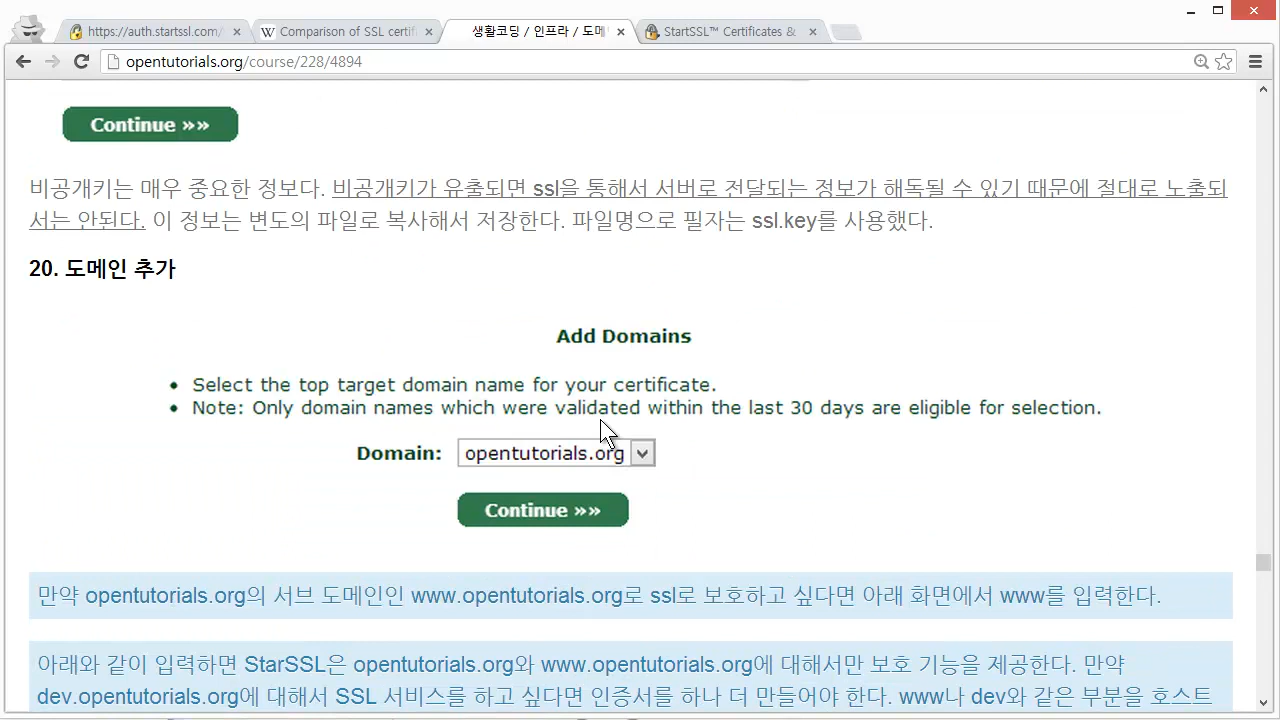 https://auth.startssl.com/
Comparison of SSL certifi
생활코딩 / 인프라 / 도메
StartSSL™ Certificates &
opentutorials.org/course/228/4894
Continue »»
비공개키는 매우 중요한 정보다. 비공개키가 유출되면 ssl을 통해서 서버로 전달되는 정보가 해독될 수 있기 때문에 절대로 노출되
서는 안된다. 이 정보는 변도의 파일로 복사해서 저장한다. 파일명으로 필자는 ssl.key를 사용했다.
20. 도메인 추가
Add Domains
• Select the top target domain name for your certificate.
• Note: Only domain names which were validated within the last 30 days are eligible for selection.
Domain: opentutorials.org
Continue »»
만약 opentutorials.org의 서브 도메인인 www.opentutorials.org로 ssl로 보호하고 싶다면 아래 화면에서 www를 입력한다.
아래와 같이 입력하면 StarSSL은 opentutorials.org와 www.opentutorials.org에 대해서만 보호 기능을 제공한다. 만약
dev.opentutorials.org에 대해서 SSL 서비스를 하고 싶다면 인증서를 하나 더 만들어야 한다. www나 dev와 같은 부분을 호스트